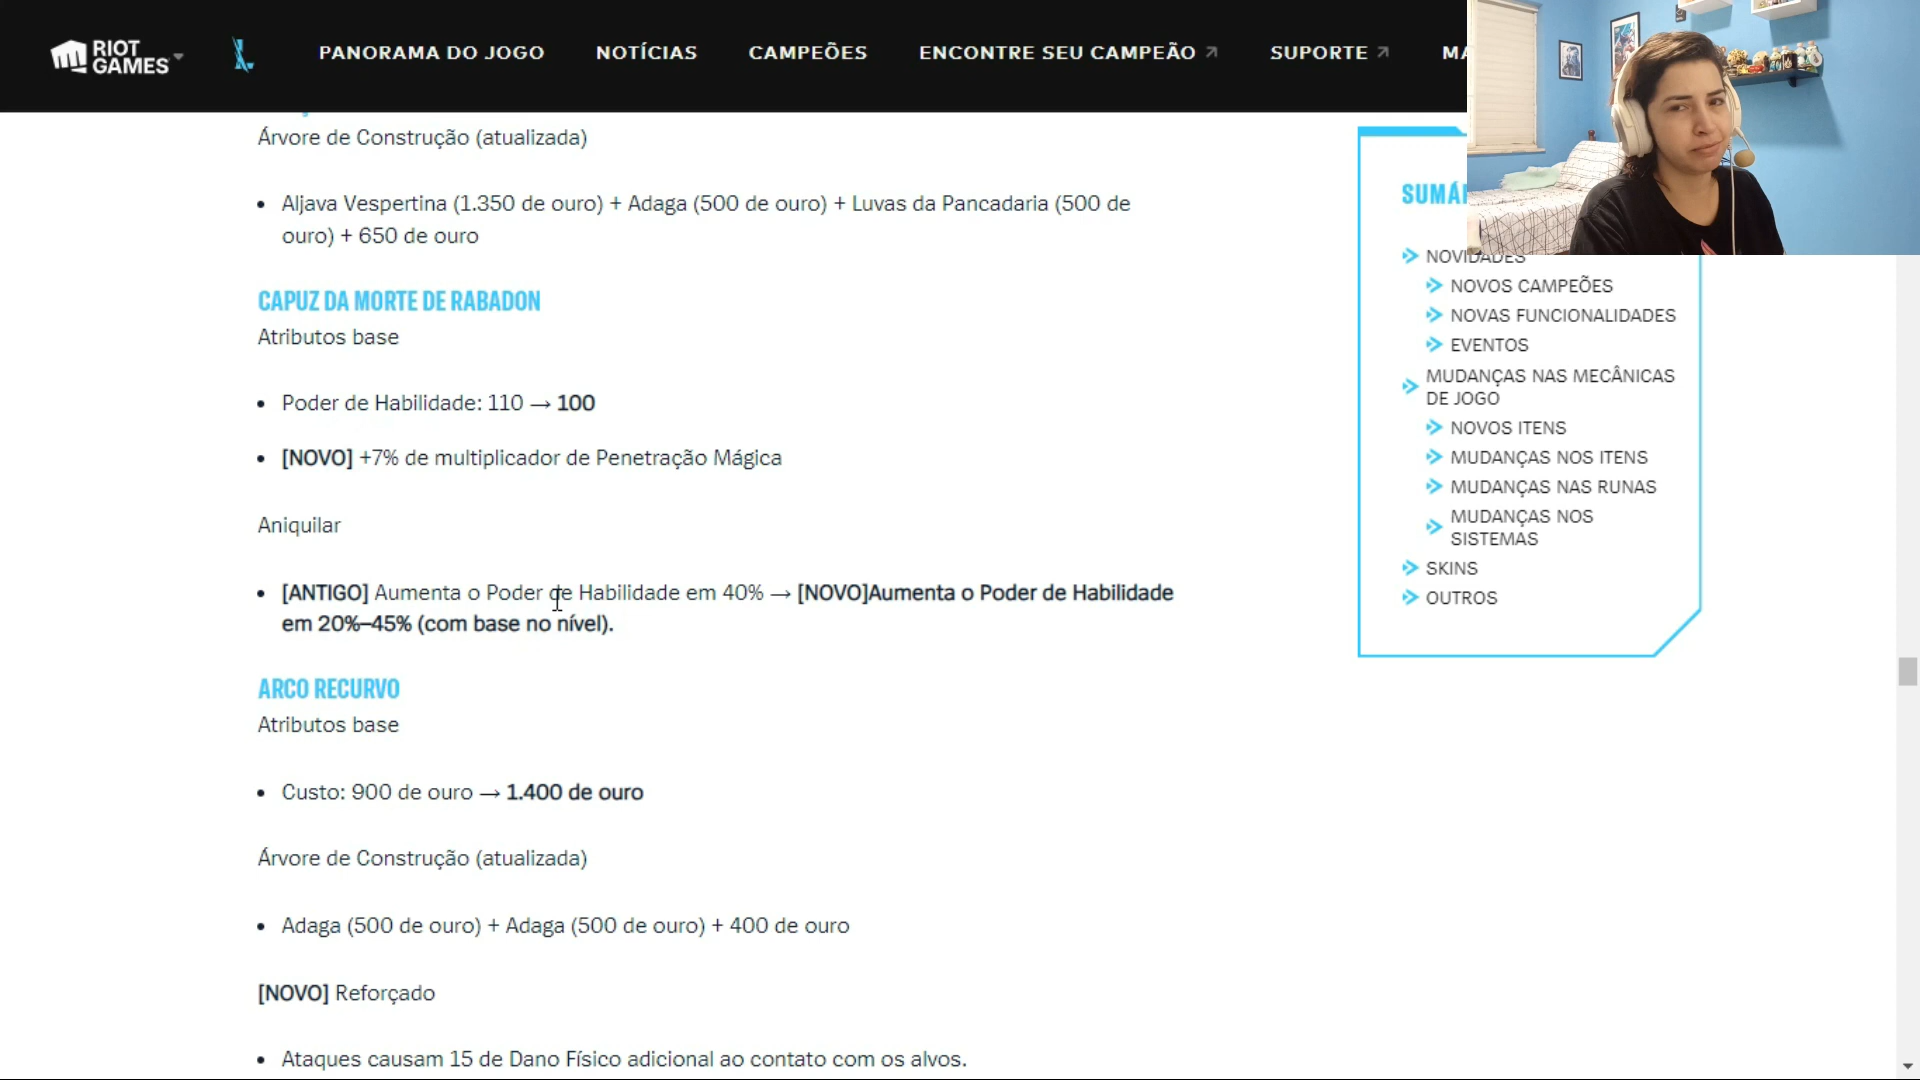 RIOT
GAMES
PANORAMA DO JOGO
NOTÍCIAS
CAMPEÕES
ENCONTRE SEU CAMPEÃO
SUPORTE
Árvore de Construção (atualizada)
Aljava Vespertina (1.350 de ouro) + Adaga (500 de ouro) + Luvas da Pancadaria (500 de
ouro) + 650 de ouro
CAPUZ DA MORTE DE RABADON
Atributos base
Poder de Habilidade: 110 → 100
[NOVO] +7% de multiplicador de Penetração Mágica
Aniquilar
[ANTIGO] Aumenta o Poder de Habilidade em 40% → [NOVO]Aumenta o Poder de Habilidade
em 20%–45% (com base no nível).
ARCO RECURVO
Atributos base
Custo: 900 de ouro → 1.400 de ouro
Árvore de Construção (atualizada)
Adaga (500 de ouro) + Adaga (500 de ouro) + 400 de ouro
[NOVO] Reforçado
Ataques causam 15 de Dano Físico adicional ao contato com os alvos.
NOVIDADES
NOVOS CAMPEÕES
NOVAS FUNCIONALIDADES
EVENTOS
MUDANÇAS NAS MECÂNICAS
DE JOGO
NOVOS ITENS
MUDANÇAS NOS ITENS
MUDANÇAS NAS RUNAS
MUDANÇAS NOS
SISTEMAS
SKINS
OUTROS